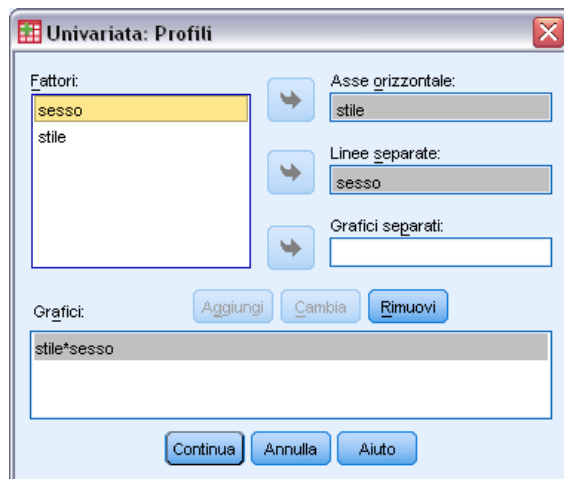 Univariata: Profili
Fattori:
sesso
stile
Asse orizzontale:
stile
Linee separate:
sesso
Grafici separati:
Aggiungi Cambia Rimuovi
Grafici:
stile*sesso
Continua Annulla Aiuto